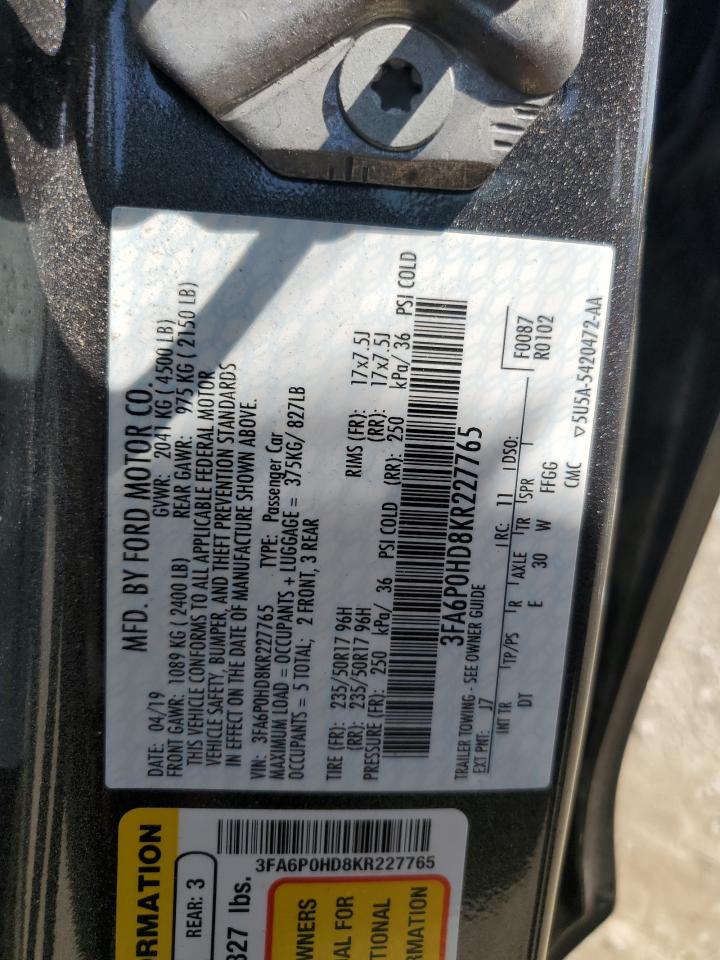 MFD. BY FORD MOTOR CO.
DATE: 04/19 GVWR: 2041 KG ( 4500 LB)
FRONT GAWR: 1089 KG ( 2400 LB) REAR GAWR: 975 KG ( 2150 LB)
THIS VEHICLE CONFORMS TO ALL APPLICABLE FEDERAL MOTOR
VEHICLE SAFETY, BUMPER, AND THEFT PREVENTION STANDARDS
IN EFFECT ON THE DATE OF MANUFACTURE SHOWN ABOVE.
VIN: 3FA6P0HD8KR227765 TYPE: Passenger Car
MAXIMUM LOAD = OCCUPANTS + LUGGAGE = 375KG/ 827LB
OCCUPANTS = 5 TOTAL; 2 FRONT, 3 REAR
TIRE (FR): 235/50R17 96H RIMS (FR): 17x7.5J
(RR): 235/50R17 96H (RR): 17x7.5J
PRESSURE (FR): 250 kPa/ 36 PSI COLD (RR): 250 kPa/ 36 PSI COLD
3FA6P0HD8KR227765
TRAILER TOWING - SEE OWNER GUIDE
EXT PNT: J7 RC: 11 DSO: F0087
R0102
INT TR TP/PS R AXLE TR SPR
DT E 30 W FFGG
CMC ▽5U5A-5420472-AA
ORMATION
REAR: 3
827 lbs.
3FA6P0HD8KR227765
OWNERS
AL FOR
TIONAL
RMATION